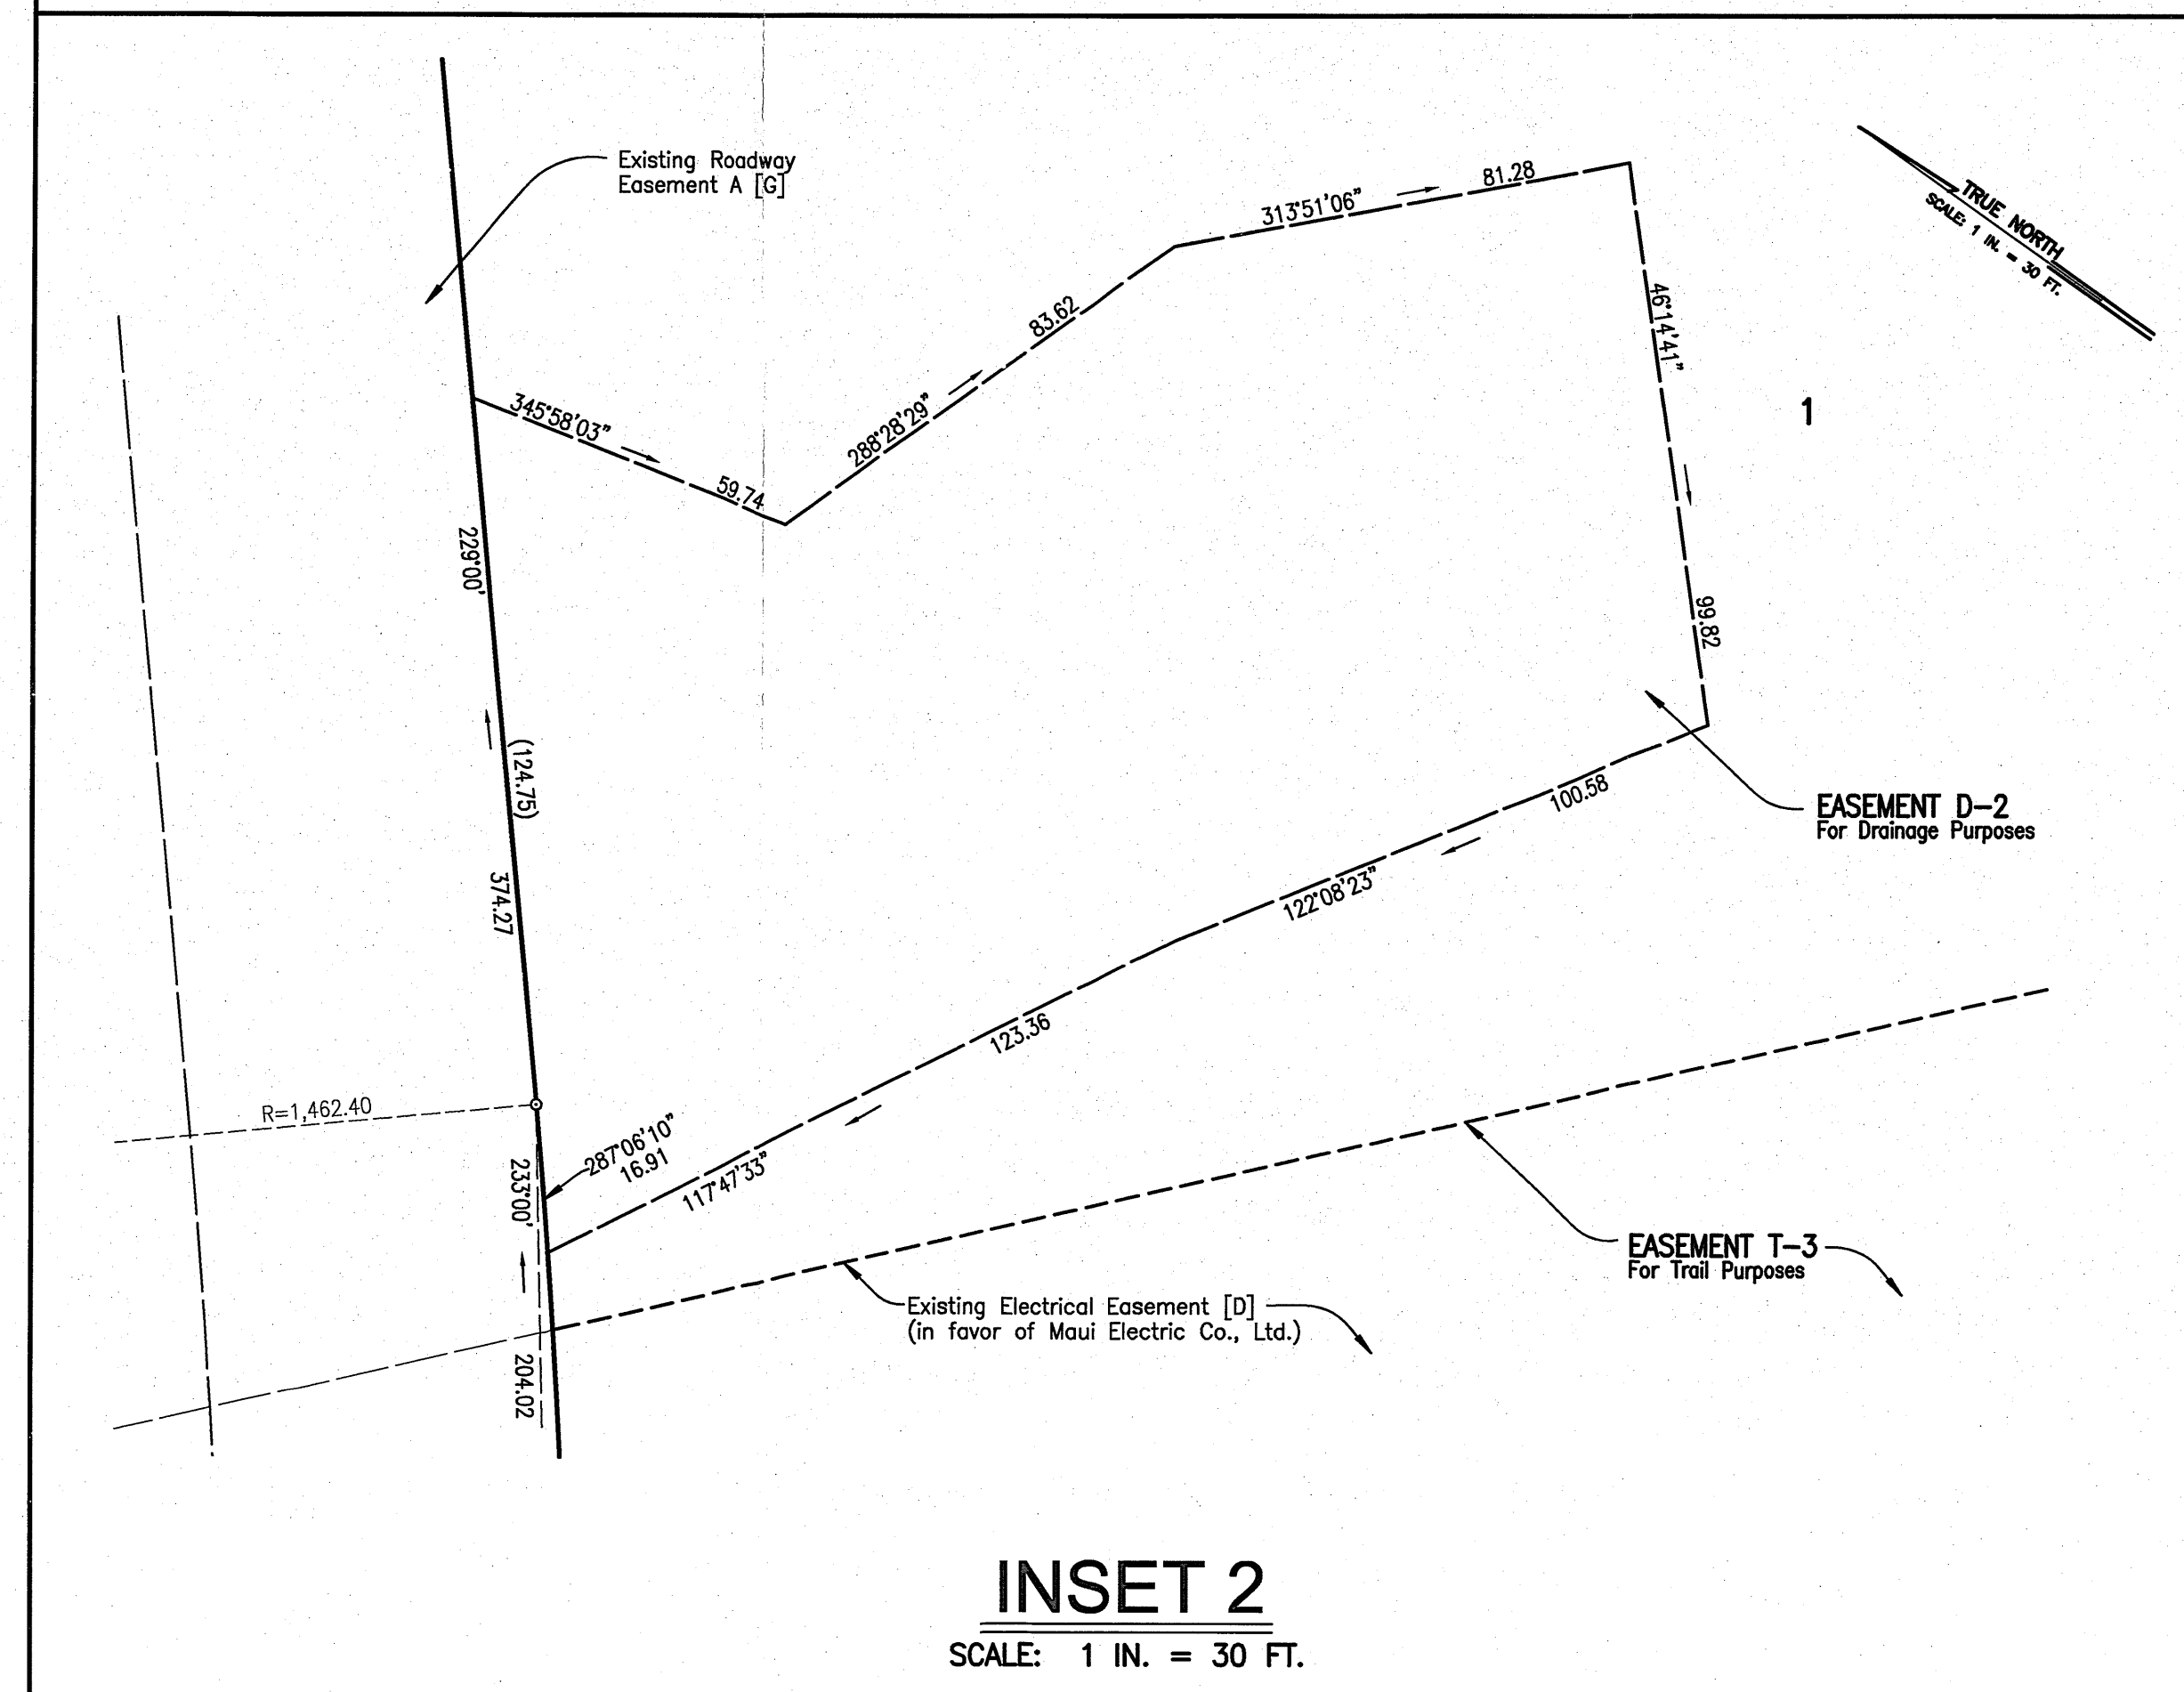 Existing Roadway
Easement A [G]
313°51'06"
81.28
TRUE NORTH
SCALE: 1 IN. = 30 FT.
83.62
46°14'41"
345°58'03"
288°28'29"
1
59.74
229°00'
99.82
(124.75)
100.58
EASEMENT D-2
For Drainage Purposes
374.27
122°08'23"
123.36
R=1,462.40
287°06'10"
16.91
233°00'
117°47'33"
EASEMENT T-3
For Trail Purposes
Existing Electrical Easement [D]
(in favor of Maui Electric Co., Ltd.)
204.02
INSET 2
SCALE: 1 IN. = 30 FT.